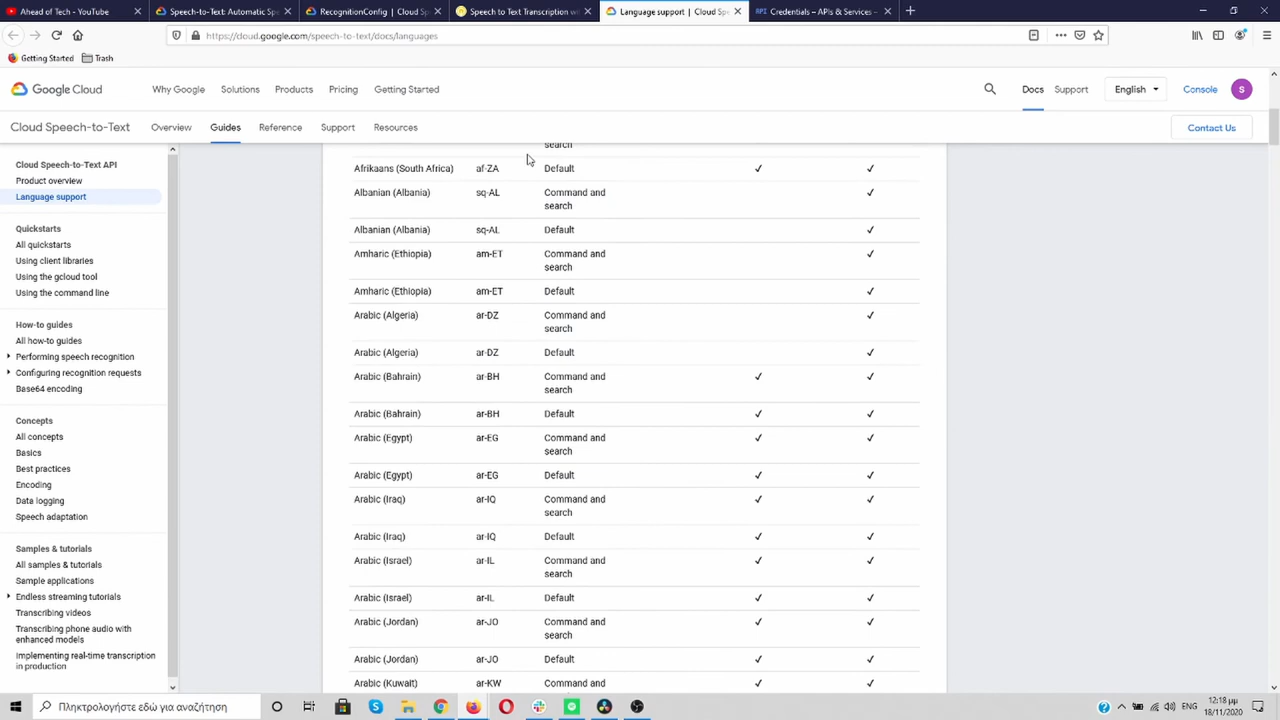 Ahead of Tech - YouTube
Speech-to-Text: Automatic Sp
RecognitionConfig | Cloud Sp
Speech to Text Transcription wit
Language support | Cloud Spe
Credentials – APIs & Services –
https://cloud.google.com/speech-to-text/docs/languages
Getting Started
Trash
Google Cloud
Why Google
Solutions
Products
Pricing
Getting Started
Docs
Support
English
Console
S
Cloud Speech-to-Text
Overview
Guides
Reference
Support
Resources
Contact Us
Cloud Speech-to-Text API
Product overview
Language support
Quickstarts
All quickstarts
Using client libraries
Using the gcloud tool
Using the command line
How-to guides
All how-to guides
Performing speech recognition
Configuring recognition requests
Base64 encoding
Concepts
All concepts
Basics
Best practices
Encoding
Data logging
Speech adaptation
Samples & tutorials
All samples & tutorials
Sample applications
Endless streaming tutorials
Transcribing videos
Transcribing phone audio with
enhanced models
Implementing real-time transcription
in production
search
Afrikaans (South Africa) af-ZA Default ✓ ✓
Albanian (Albania) sq-AL Command and
search ✓
Albanian (Albania) sq-AL Default ✓
Amharic (Ethiopia) am-ET Command and
search ✓
Amharic (Ethiopia) am-ET Default ✓
Arabic (Algeria) ar-DZ Command and
search ✓
Arabic (Algeria) ar-DZ Default ✓
Arabic (Bahrain) ar-BH Command and
search ✓ ✓
Arabic (Bahrain) ar-BH Default ✓ ✓
Arabic (Egypt) ar-EG Command and
search ✓ ✓
Arabic (Egypt) ar-EG Default ✓ ✓
Arabic (Iraq) ar-IQ Command and
search ✓ ✓
Arabic (Iraq) ar-IQ Default ✓ ✓
Arabic (Israel) ar-IL Command and
search ✓ ✓
Arabic (Israel) ar-IL Default ✓ ✓
Arabic (Jordan) ar-JO Command and
search ✓ ✓
Arabic (Jordan) ar-JO Default ✓ ✓
Arabic (Kuwait) ar-KW Command and ✓ ✓
Πληκτρολογήστε εδώ για αναζήτηση
ENG
12:18 μμ
18/11/2020